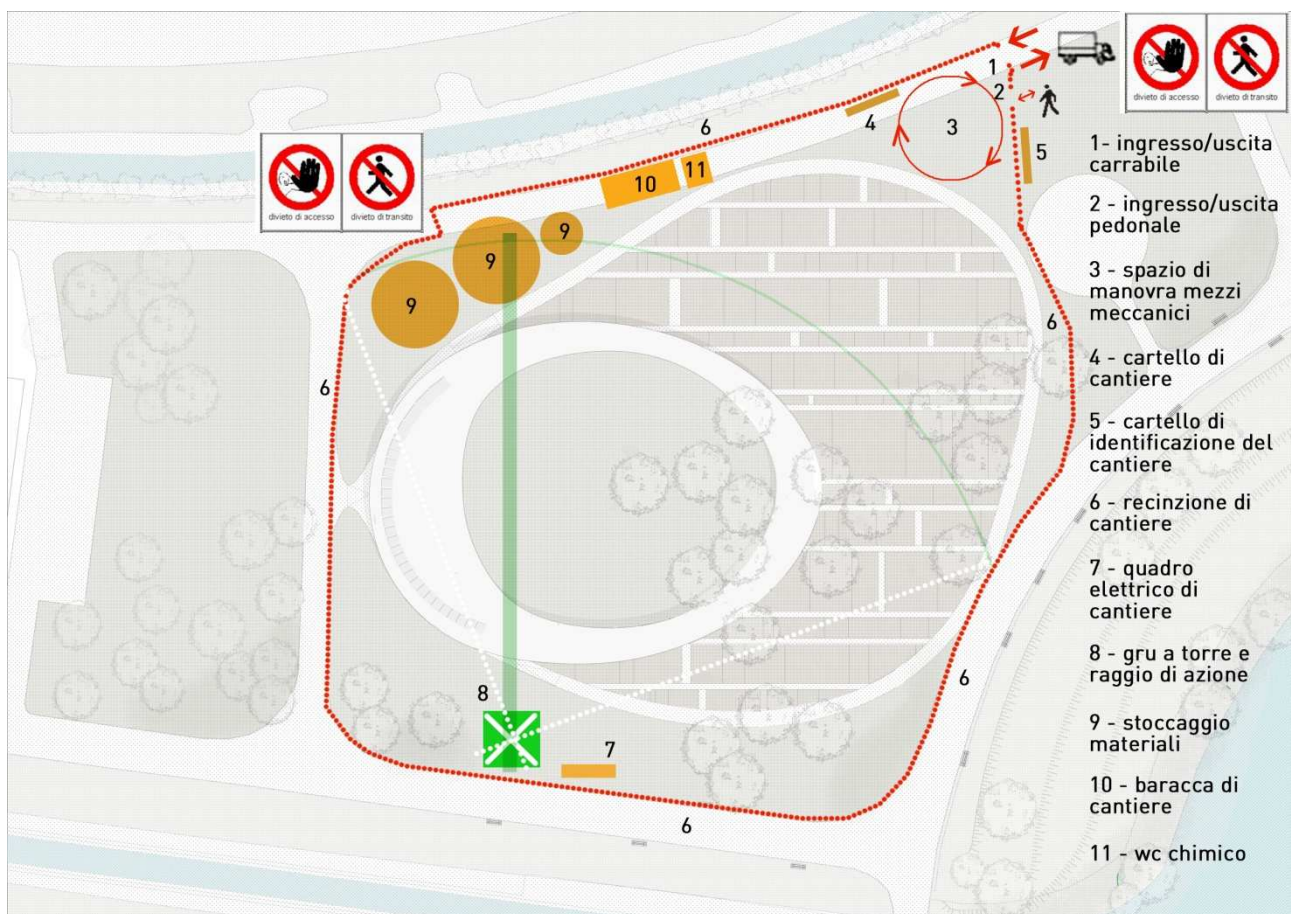 divieto di accesso
divieto di transito
divieto di accesso
divieto di transito
1
2
3
4
5
6
6
6
6
6
7
8
9
9
9
10
11
1- ingresso/uscita
carrabile
2 - ingresso/uscita
pedonale
3 - spazio di
manovra mezzi
meccanici
4 - cartello di
cantiere
5 - cartello di
identificazione del
cantiere
6 - recinzione di
cantiere
7 - quadro
elettrico di
cantiere
8 - gru a torre e
raggio di azione
9 - stoccaggio
materiali
10 - baracca di
cantiere
11 - wc chimico